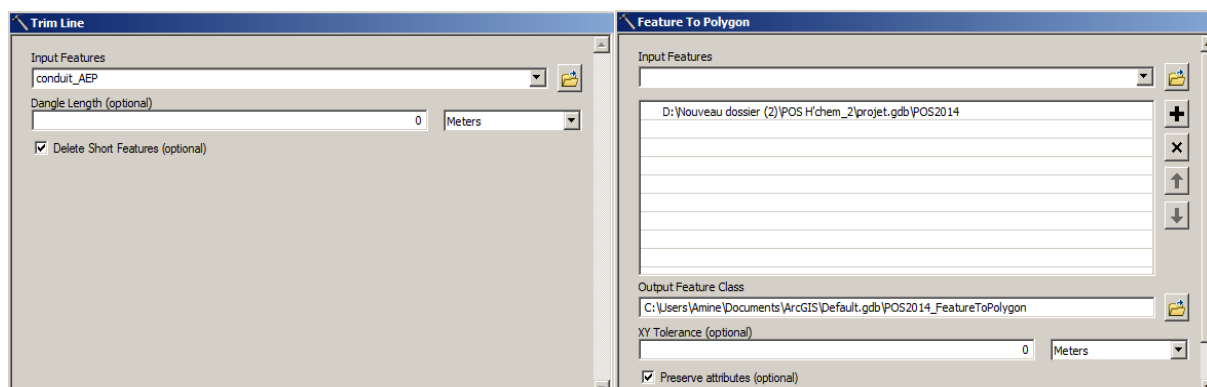 Trim Line
Input Features
conduit_AEP
Dangle Length (optional)
0 Meters
Delete Short Features (optional)
Feature To Polygon
Input Features
D:\Nouveau dossier (2)\POS H'chem_2\projet.gdb\POS2014
Output Feature Class
C:\Users\Amine\Documents\ArcGIS\Default.gdb\POS2014_FeatureToPolygon
XY Tolerance (optional)
0 Meters
Preserve attributes (optional)